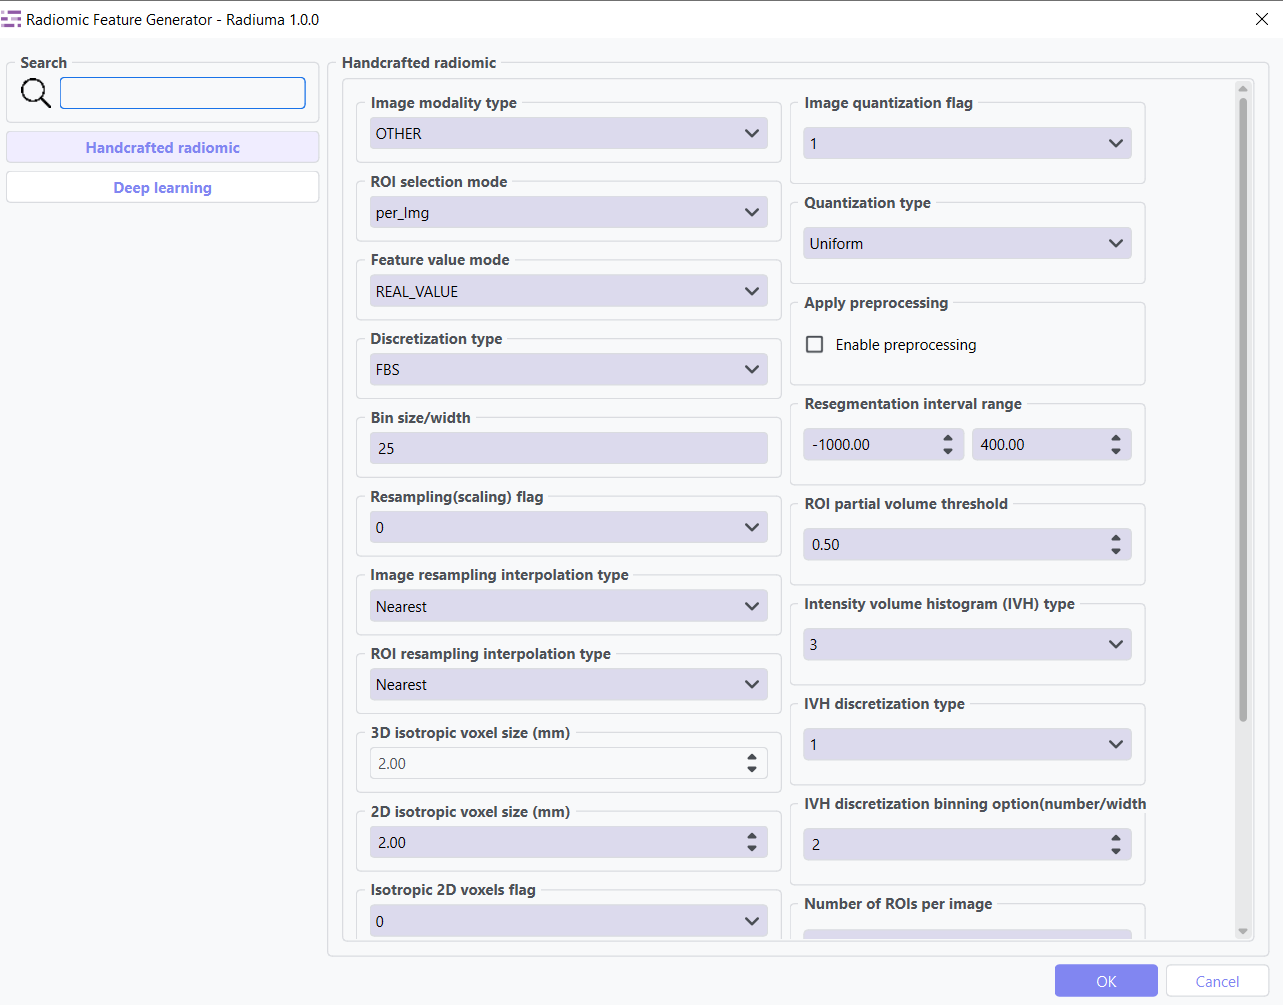 Radiomic Feature Generator - Radiuma 1.0.0
Search
Handcrafted radiomic
Deep learning
Handcrafted radiomic
Image modality type
OTHER
ROI selection mode
per_Img
Feature value mode
REAL_VALUE
Discretization type
FBS
Bin size/width
25
Resampling(scaling) flag
0
Image resampling interpolation type
Nearest
ROI resampling interpolation type
Nearest
3D isotropic voxel size (mm)
2.00
2D isotropic voxel size (mm)
2.00
Isotropic 2D voxels flag
0
Image quantization flag
1
Quantization type
Uniform
Apply preprocessing
Enable preprocessing
Resegmentation interval range
-1000.00 400.00
ROI partial volume threshold
0.50
Intensity volume histogram (IVH) type
3
IVH discretization type
1
IVH discretization binning option(number/width
2
Number of ROIs per image
OK Cancel